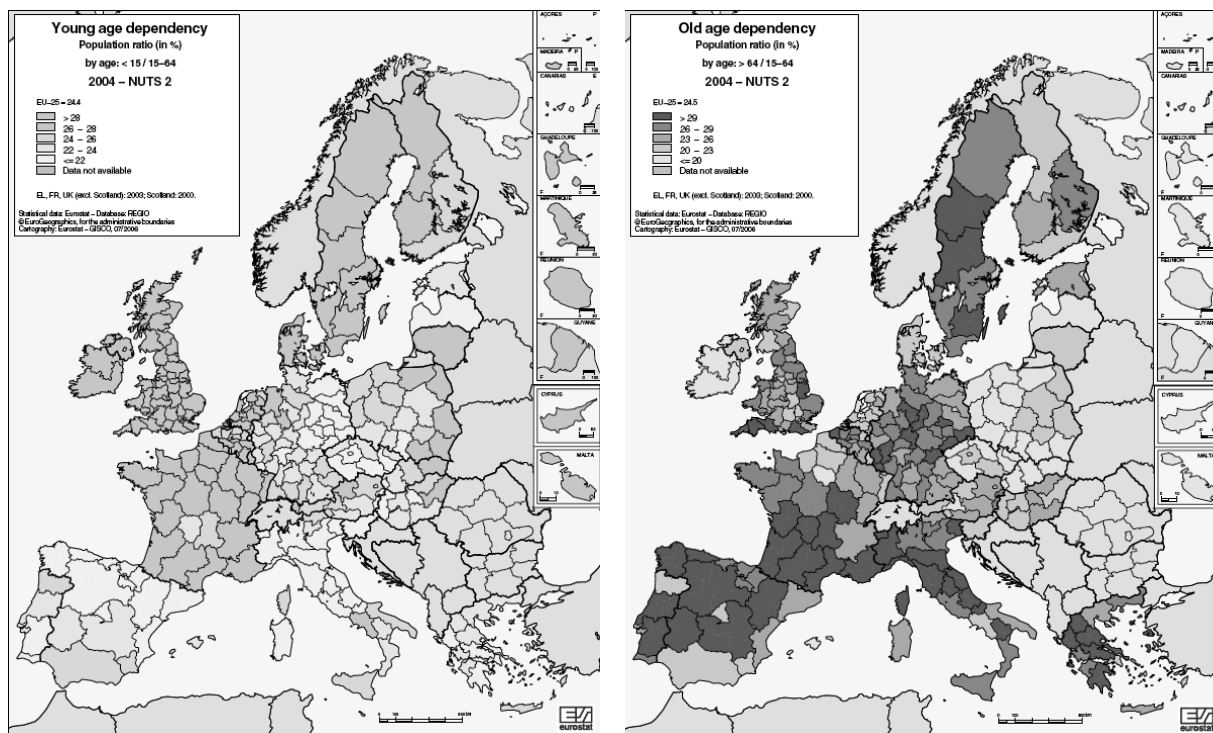 Young age dependency
Population ratio (in %)
by age: < 15 / 15–64
2004 – NUTS 2
EU–25 = 24.4
> 28
26 – 28
24 – 26
22 – 24
<= 22
Data not available
EL, FR, UK (excl. Scotland): 2003; Scotland: 2000.
Statistical data: Eurostat – Database: REGIO
© EuroGeographics, for the administrative boundaries
Cartography: Eurostat – GISCO, 07/2006
AÇORES P
MADEIRA P
CANARIAS E
GUADELOUPE
F
MARTINIQUE
F
REUNION
F
GUYANE
F
CYPRUS
MALTA
eurostat
Old age dependency
Population ratio (in %)
by age: > 64 / 15–64
2004 – NUTS 2
EU–25 = 24.5
> 29
26 – 29
23 – 26
20 – 23
<= 20
Data not available
EL, FR, UK (excl. Scotland): 2003; Scotland: 2000.
Statistical data: Eurostat – Database: REGIO
© EuroGeographics, for the administrative boundaries
Cartography: Eurostat – GISCO, 07/2006
AÇORES P
MADEIRA P
CANARIAS E
GUADELOUPE
F
MARTINIQUE
F
REUNION
F
GUYANE
F
CYPRUS
MALTA
eurostat